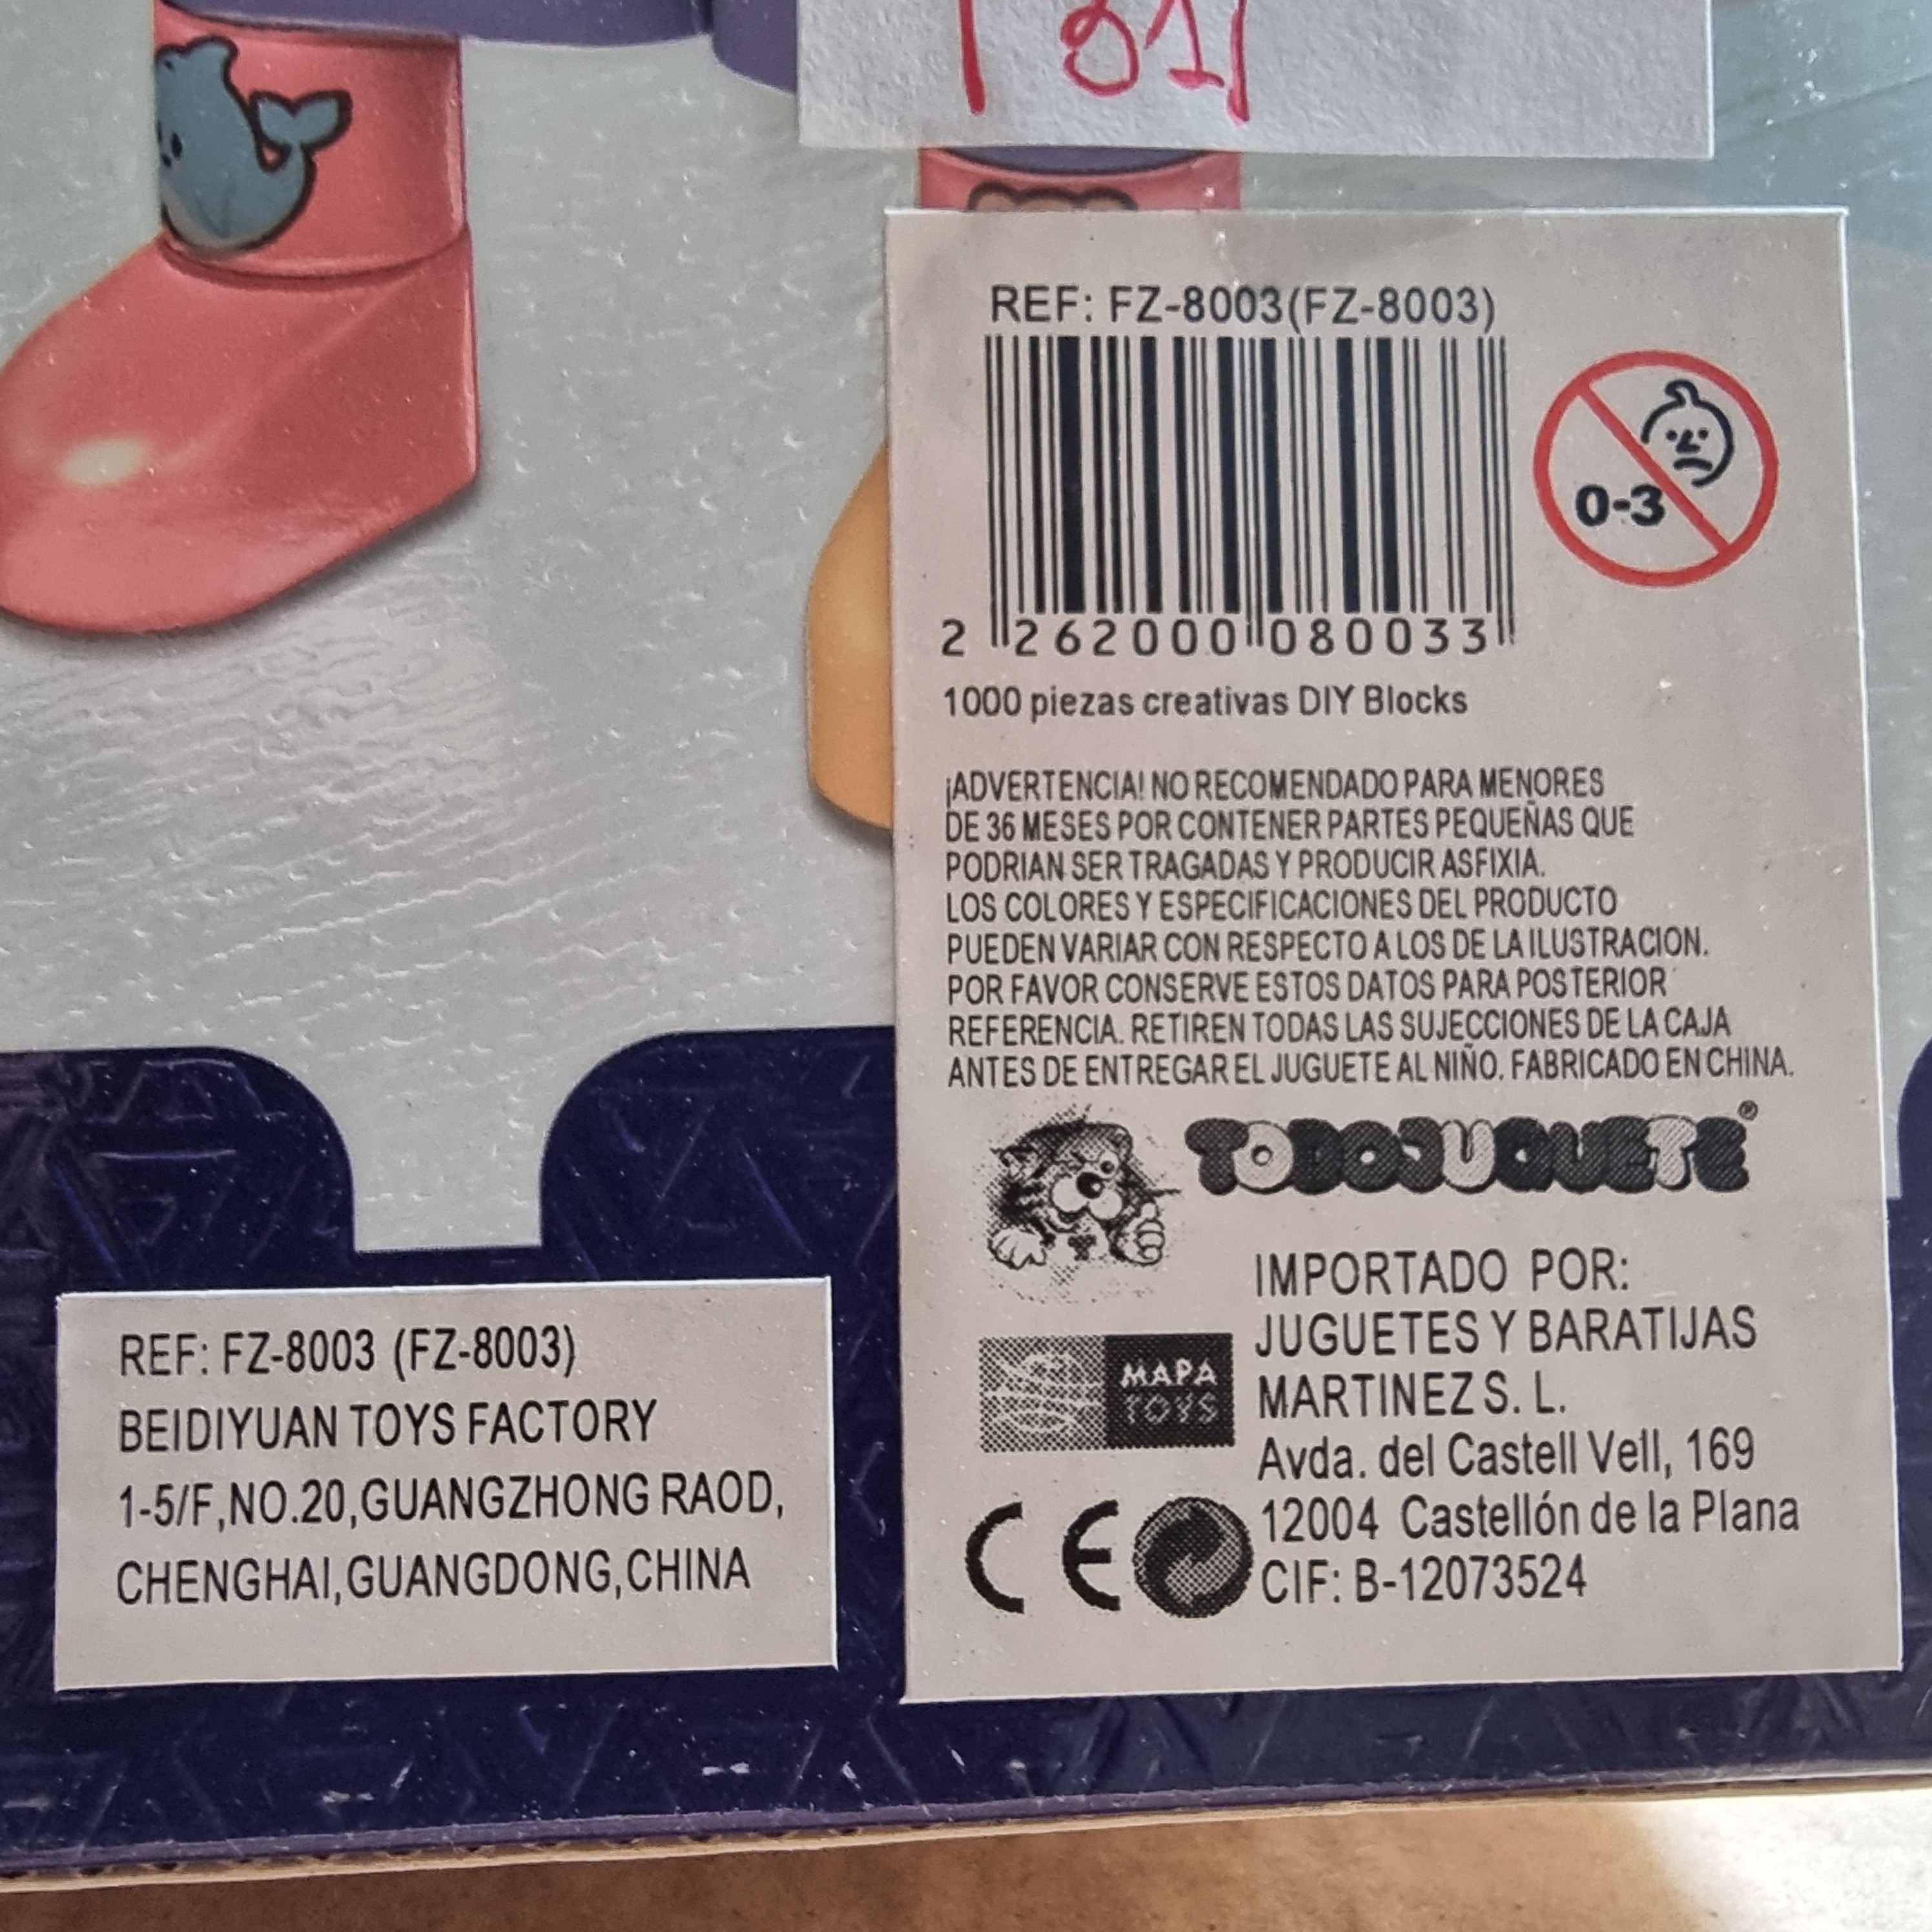 REF: FZ-8003(FZ-8003)
0-3
2 262000 080033
1000 piezas creativas DIY Blocks
¡ADVERTENCIA! NO RECOMENDADO PARA MENORES
DE 36 MESES POR CONTENER PARTES PEQUEÑAS QUE
PODRIAN SER TRAGADAS Y PRODUCIR ASFIXIA.
LOS COLORES Y ESPECIFICACIONES DEL PRODUCTO
PUEDEN VARIAR CON RESPECTO A LOS DE LA ILUSTRACION.
POR FAVOR CONSERVE ESTOS DATOS PARA POSTERIOR
REFERENCIA. RETIREN TODAS LAS SUJECCIONES DE LA CAJA
ANTES DE ENTREGAR EL JUGUETE AL NIÑO. FABRICADO EN CHINA.
TODOJUGUETE®
IMPORTADO POR:
JUGUETES Y BARATIJAS
MARTINEZ S. L.
Avda. del Castell Vell, 169
12004 Castellón de la Plana
CIF: B-12073524
MAPA
TOYS
CE
REF: FZ-8003 (FZ-8003)
BEIDIYUAN TOYS FACTORY
1-5/F,NO.20,GUANGZHONG RAOD,
CHENGHAI,GUANGDONG,CHINA